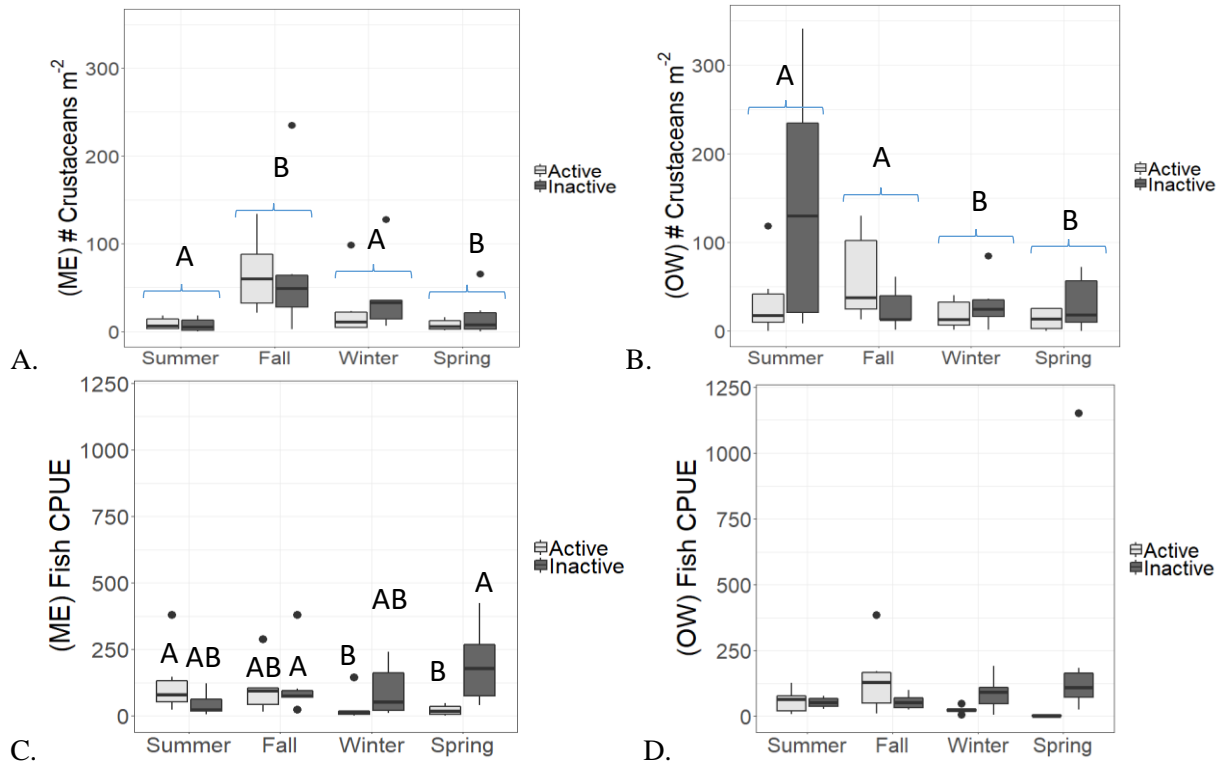 (ME) # Crustaceans m-2
300
200
100
0
A
B
A
B
Summer Fall Winter Spring
Active
Inactive
A.
(OW) # Crustaceans m-2
300
200
100
0
A
A
B
B
Summer Fall Winter Spring
Active
Inactive
B.
(ME) Fish CPUE
1250
1000
750
500
250
0
A AB AB A B AB B A
Summer Fall Winter Spring
Active
Inactive
C.
(OW) Fish CPUE
1250
1000
750
500
250
0
Summer Fall Winter Spring
Active
Inactive
D.